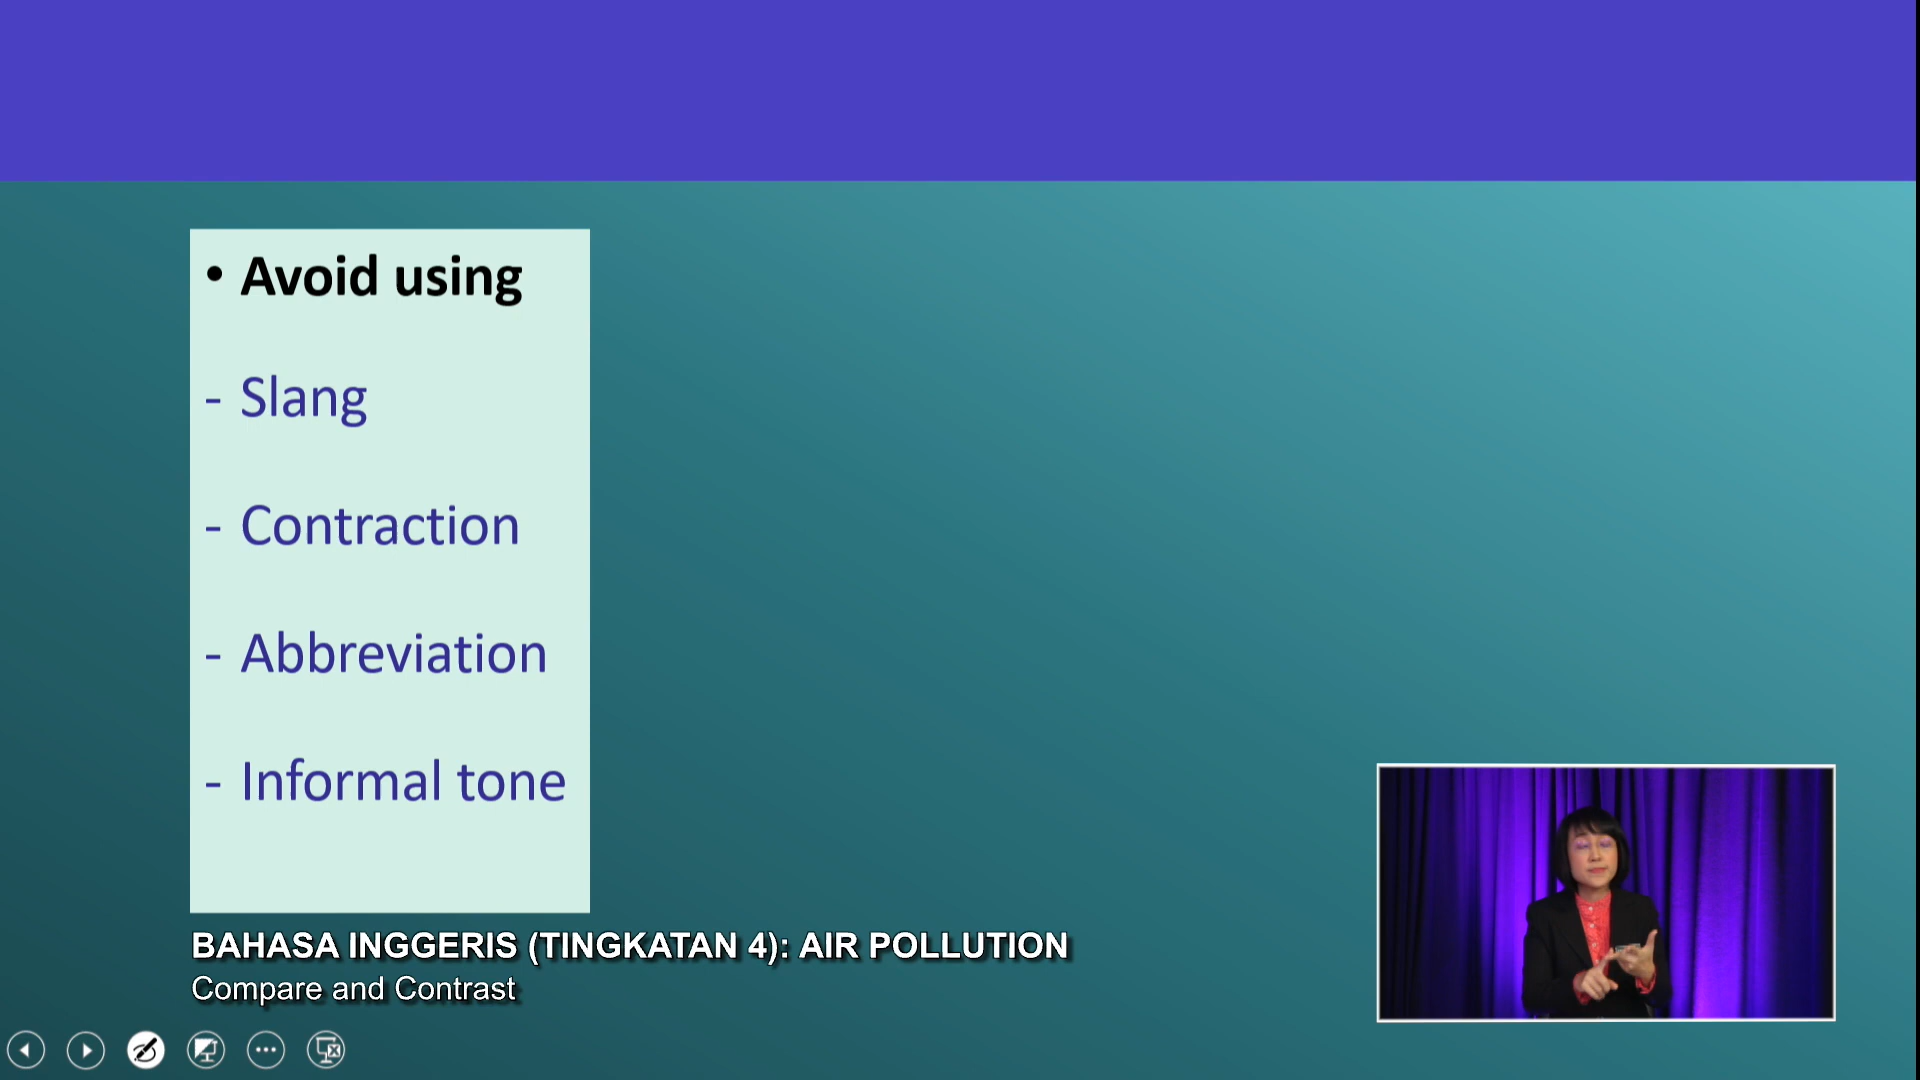 • Avoid using
- Slang
- Contraction
- Abbreviation
- Informal tone
BAHASA INGGERIS (TINGKATAN 4): AIR POLLUTION
Compare and Contrast